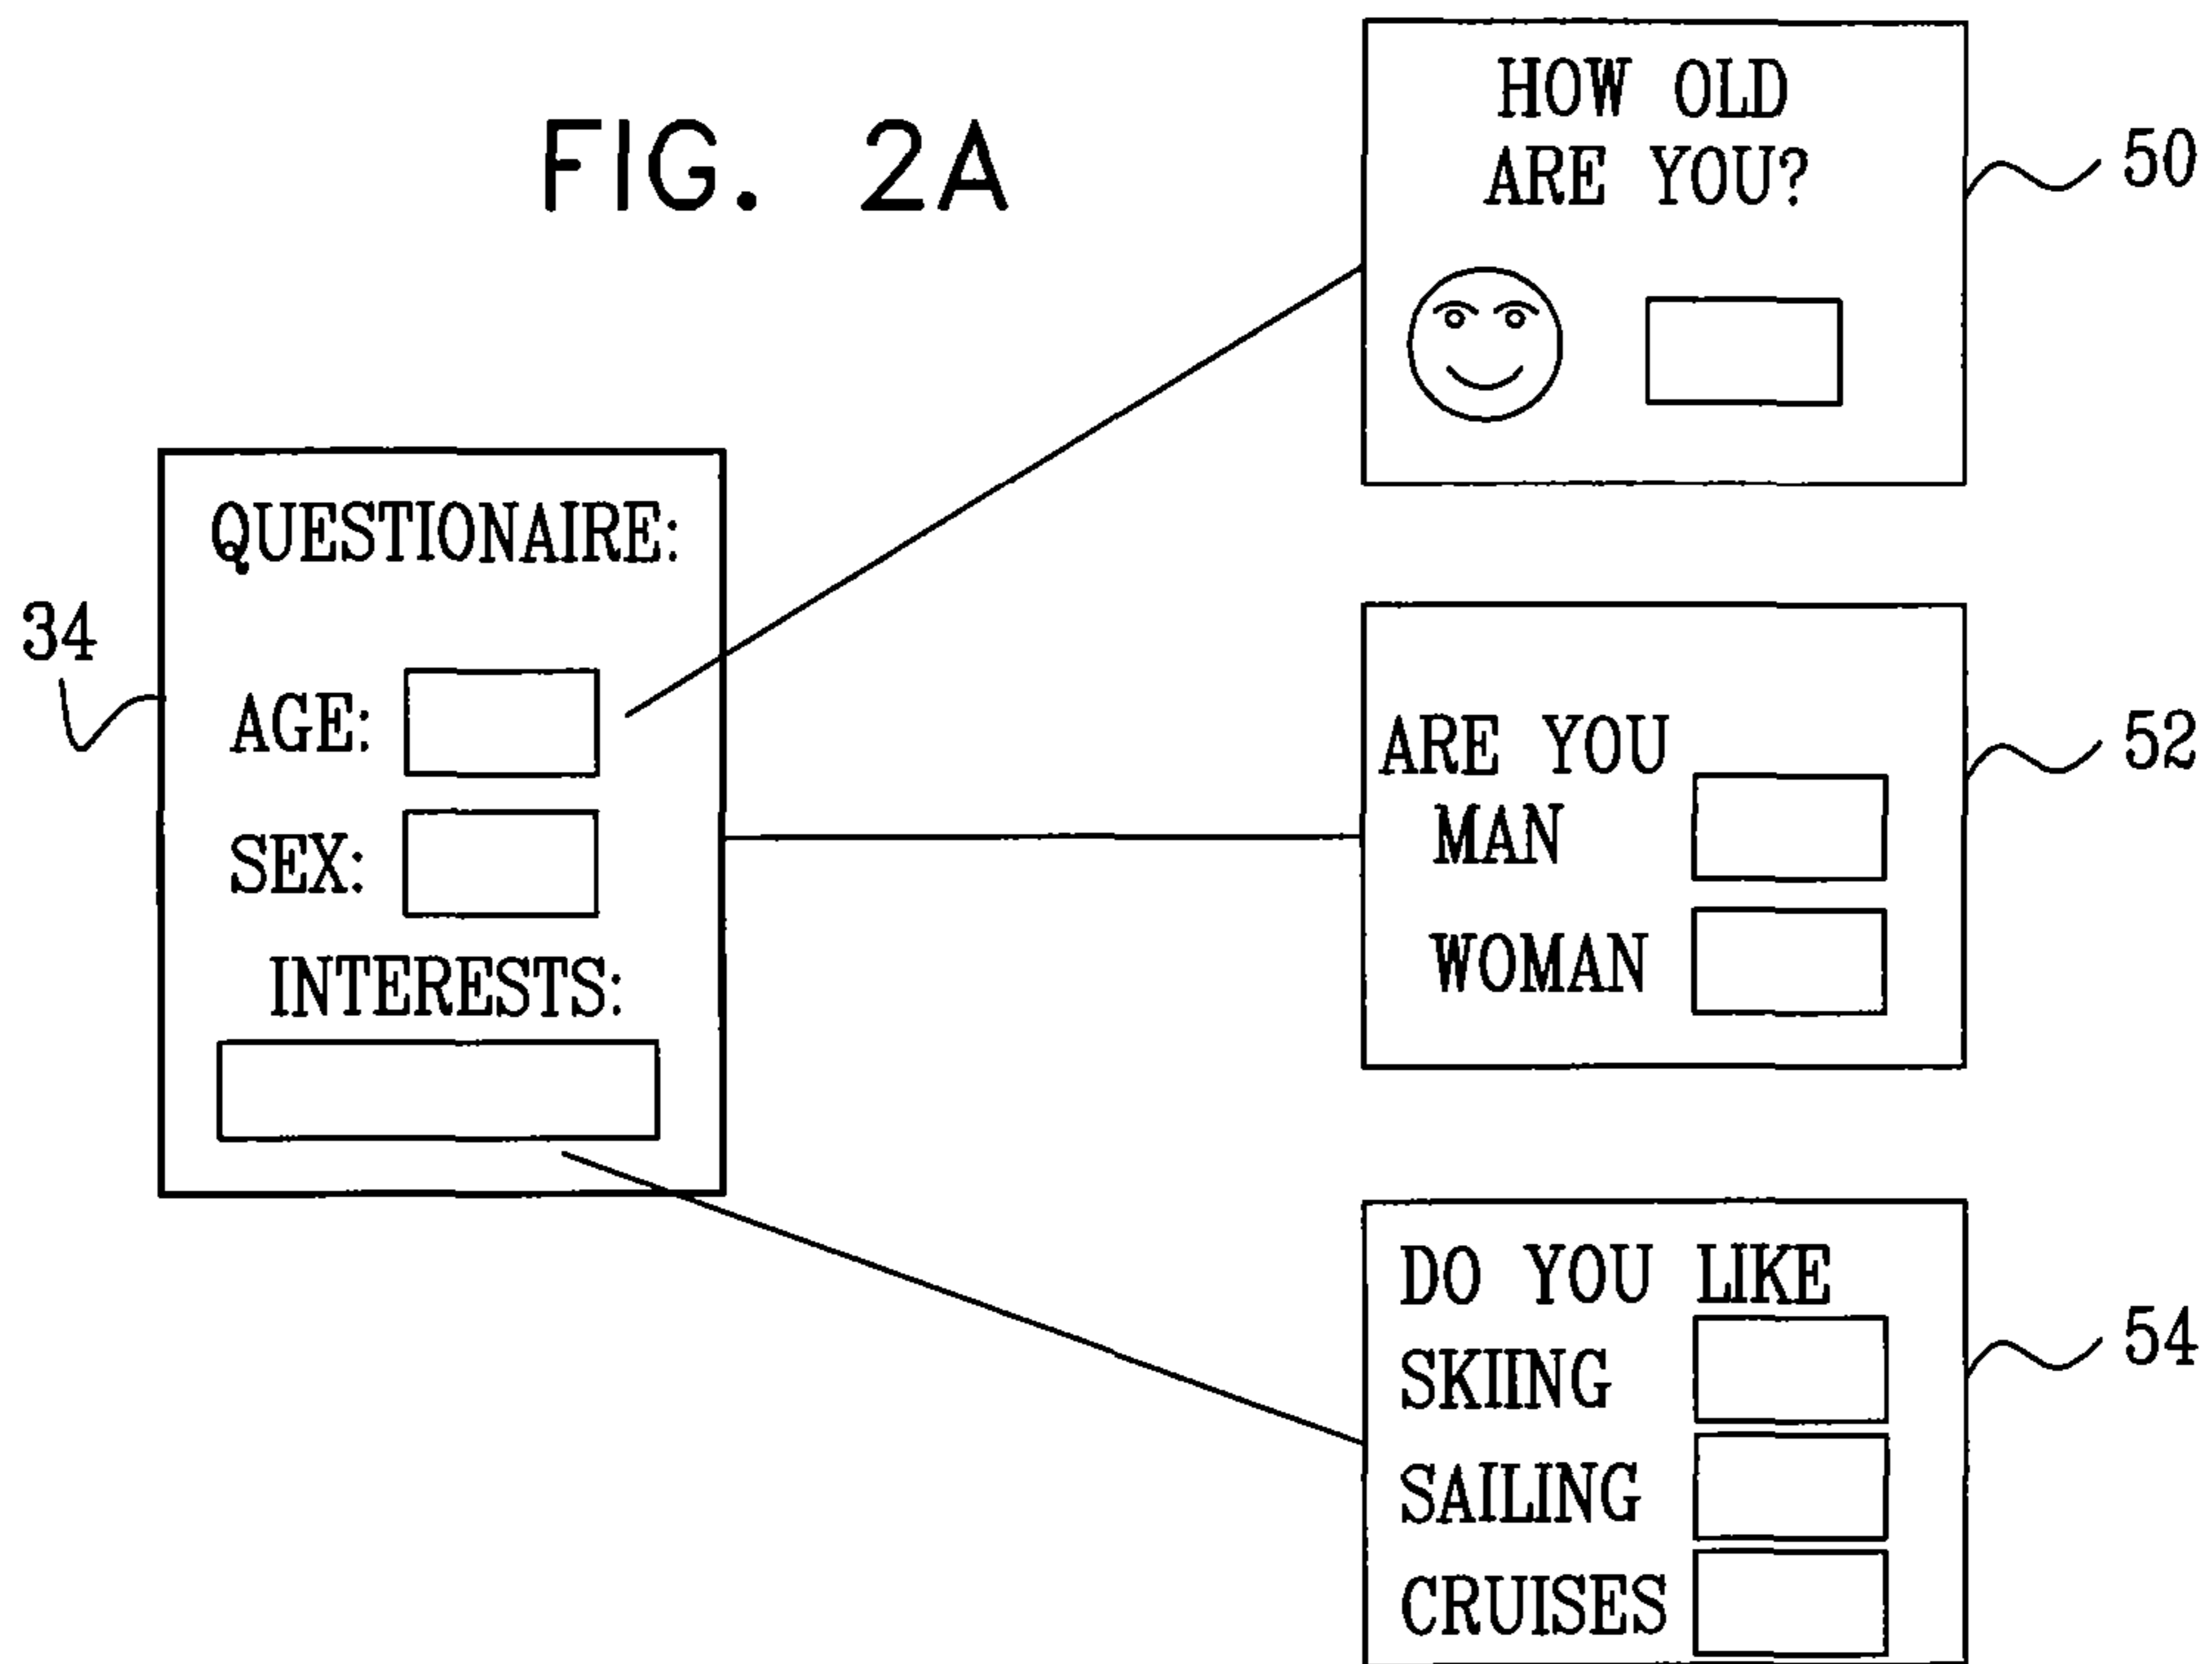 FIG. 2A
34
QUESTIONAIRE:
AGE:
SEX:
INTERESTS:
HOW OLD
ARE YOU?
50
ARE YOU
MAN
WOMAN
52
DO YOU LIKE
SKIING
SAILING
CRUISES
54